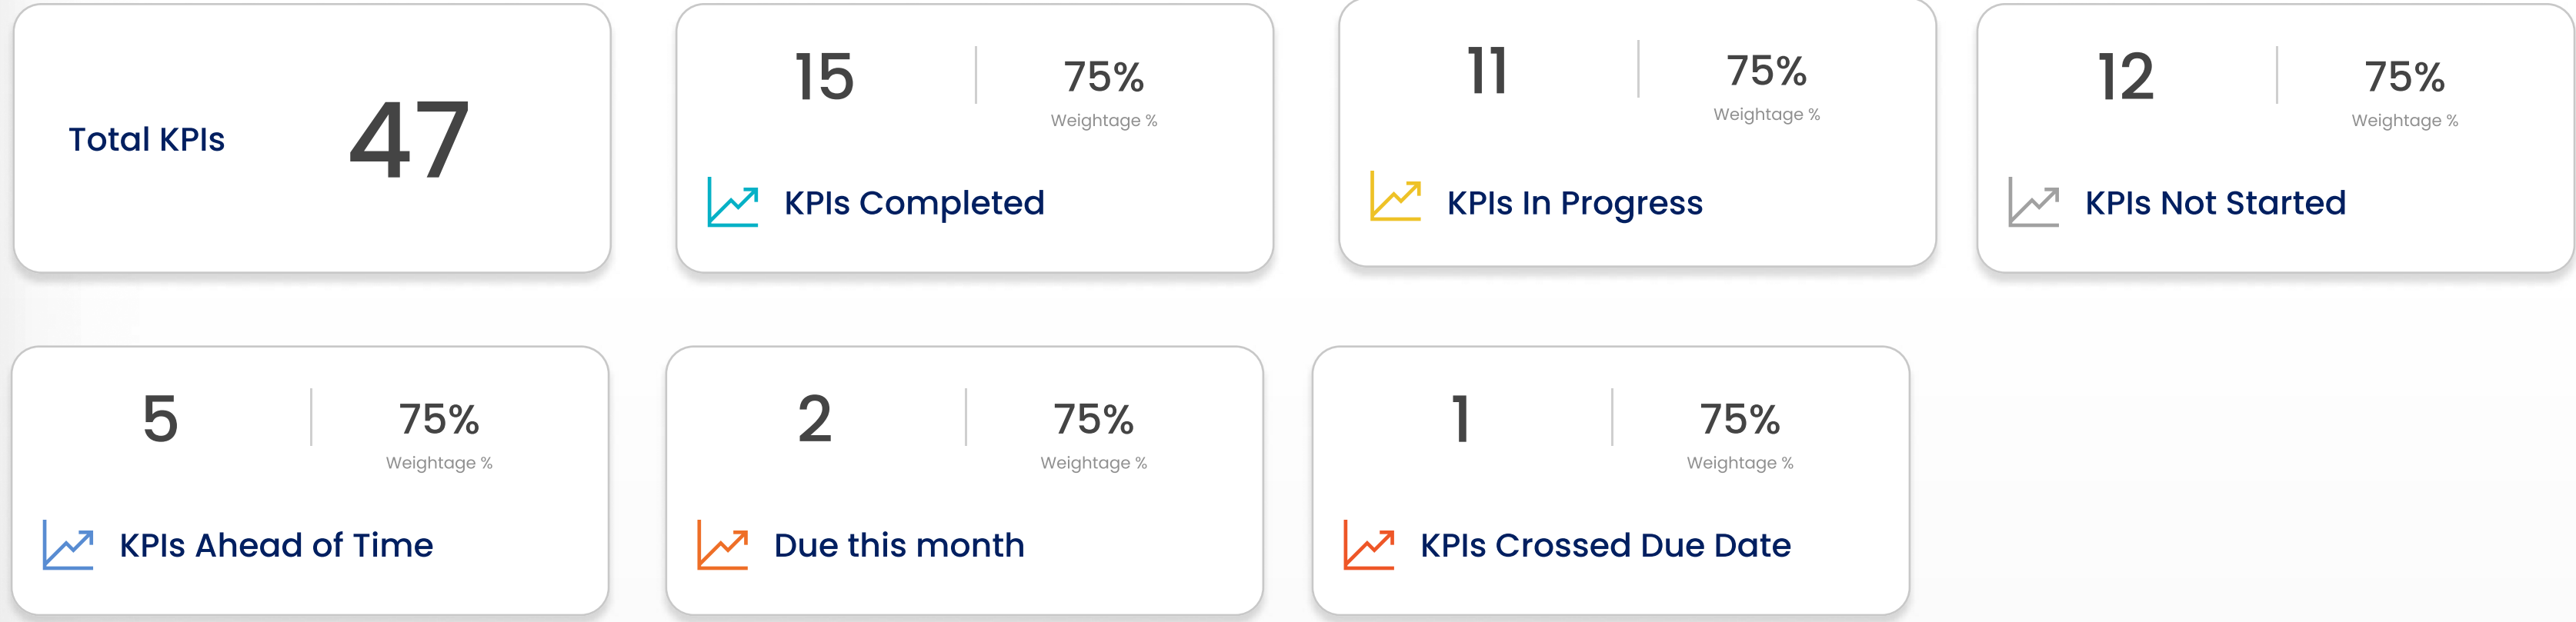 Total KPIs 47
15 75%
Weightage %
KPIs Completed
11 75%
Weightage %
KPIs In Progress
12 75%
Weightage %
KPIs Not Started
5 75%
Weightage %
KPIs Ahead of Time
2 75%
Weightage %
Due this month
1 75%
Weightage %
KPIs Crossed Due Date